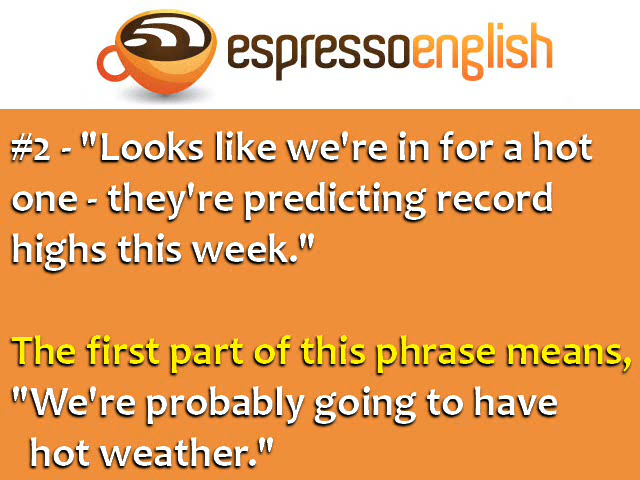 espressoenglish
#2 - "Looks like we're in for a hot
one - they're predicting record
highs this week."
The first part of this phrase means,
"We're probably going to have
hot weather."